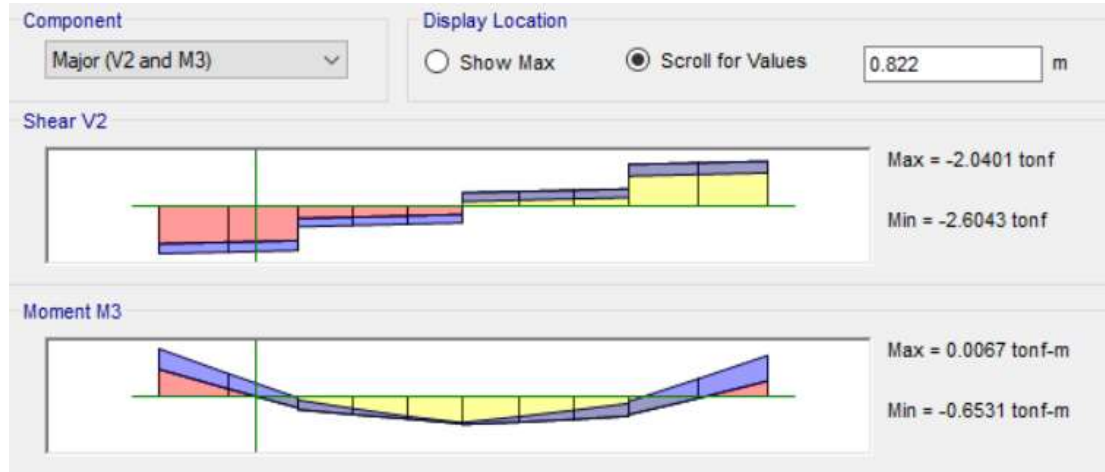 Component
Display Location
Major (V2 and M3)
Show Max
Scroll for Values
0.822
m
Shear V2
Max = -2.0401 tonf
Min = -2.6043 tonf
Moment M3
Max = 0.0067 tonf-m
Min = -0.6531 tonf-m